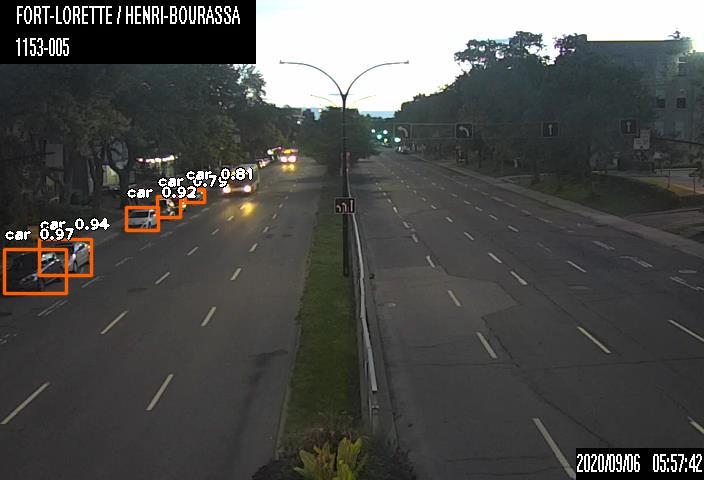 FORT-LORETTE / HENRI-BOURASSA
1153-005
car 0.81
car 0.79
car 0.92
car 0.94
car 0.97
2020/09/06 05:57:42